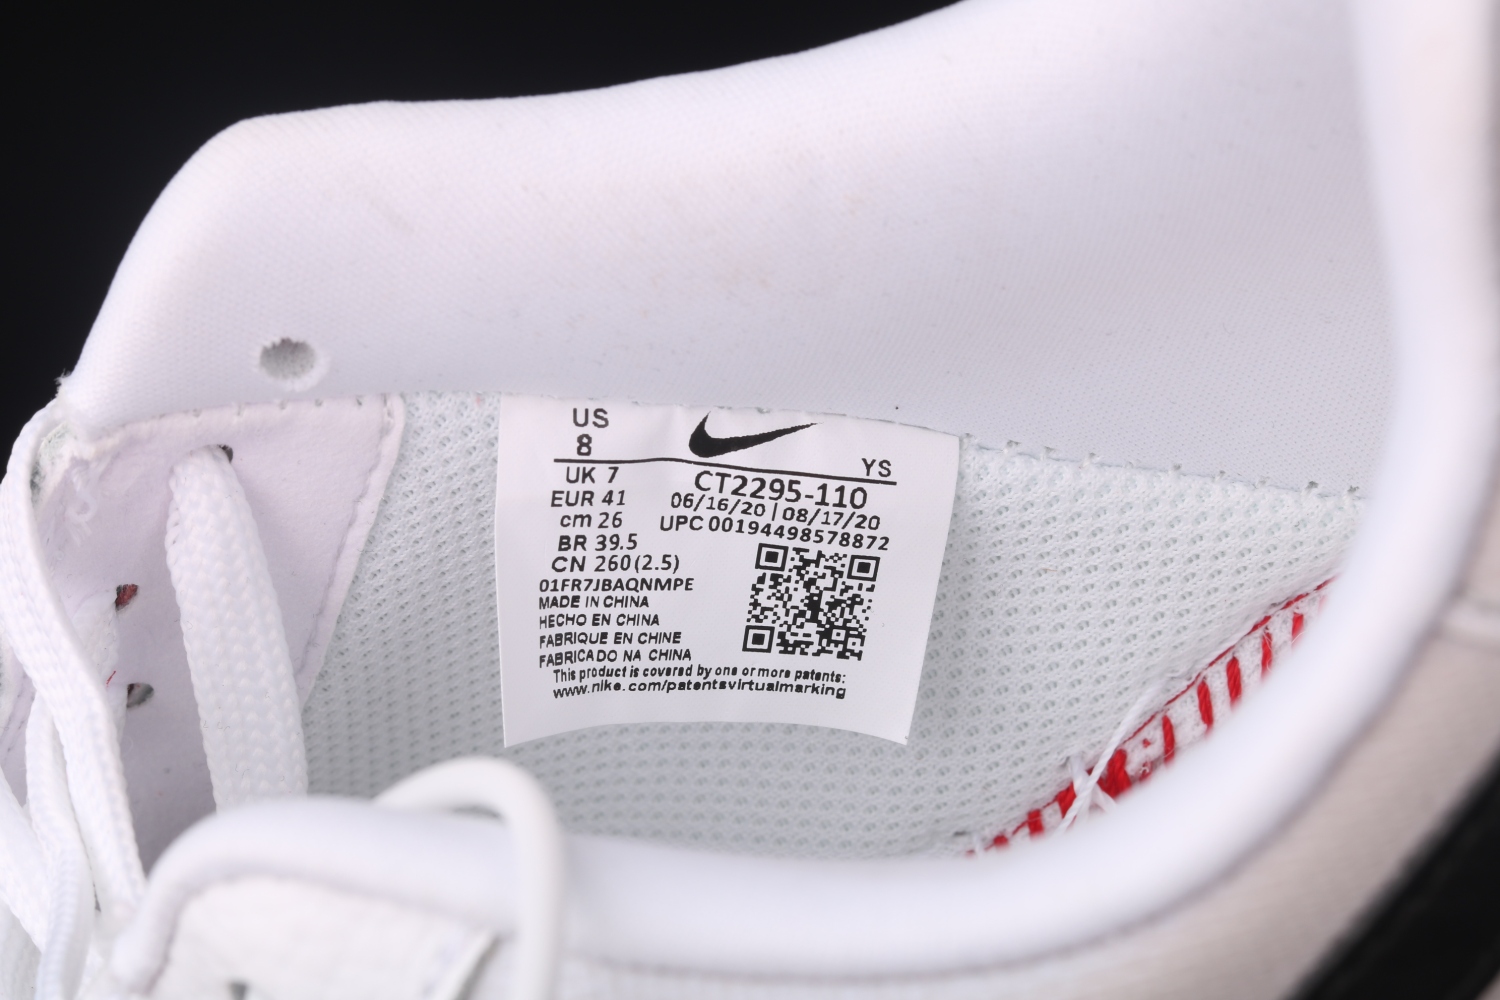 US
8
YS
UK 7
EUR 41
cm 26
BR 39.5
CN 260(2.5)
CT2295-110
06/16/20 | 08/17/20
UPC 00194498578872
01FR7JBAQNMPE
MADE IN CHINA
HECHO EN CHINA
FABRIQUE EN CHINE
FABRICADO NA CHINA
This product is covered by one or more patents:
www.nike.com/patentsvirtualmarking